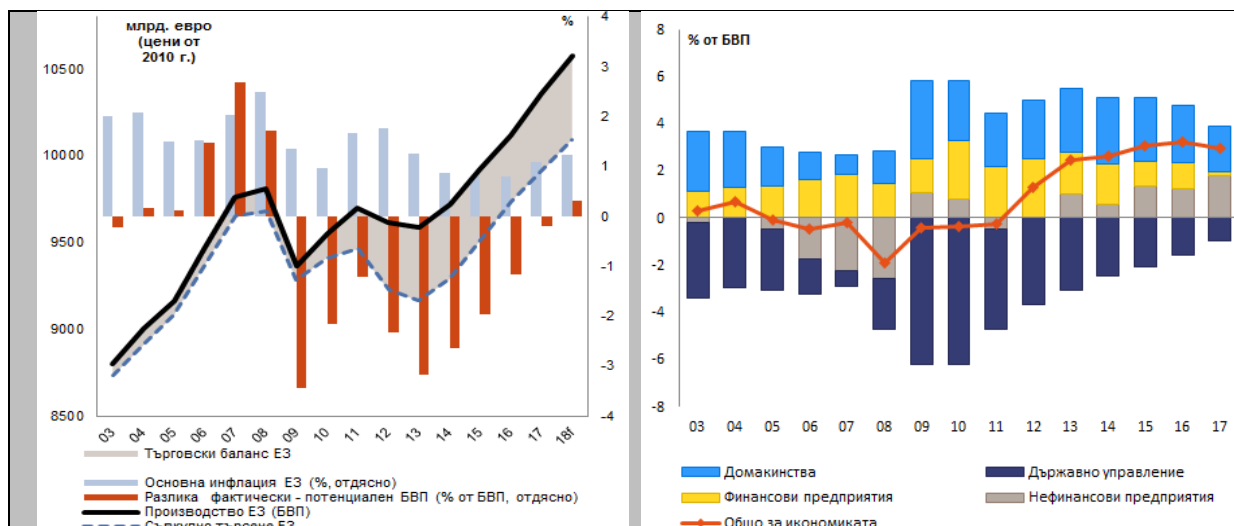 млрд. евро
(цени от
2010 г.)
%
10500
10000
9500
9000
8500
4
3
2
1
0
-1
-2
-3
-4
03 04 05 06 07 08 09 10 11 12 13 14 15 16 17 18f
Търговски баланс ЕЗ
Основна инфлация ЕЗ (%, отдясно)
Разлика фактически - потенциален БВП (% от БВП, отдясно)
Производство ЕЗ (БВП)
Съвкупно търсене ЕЗ
% от БВП
8
6
4
2
0
-2
-4
-6
-8
03 04 05 06 07 08 09 10 11 12 13 14 15 16 17
Домакинства
Държавно управление
Финансови предприятия
Нефинансови предприятия
Общо за икономиката